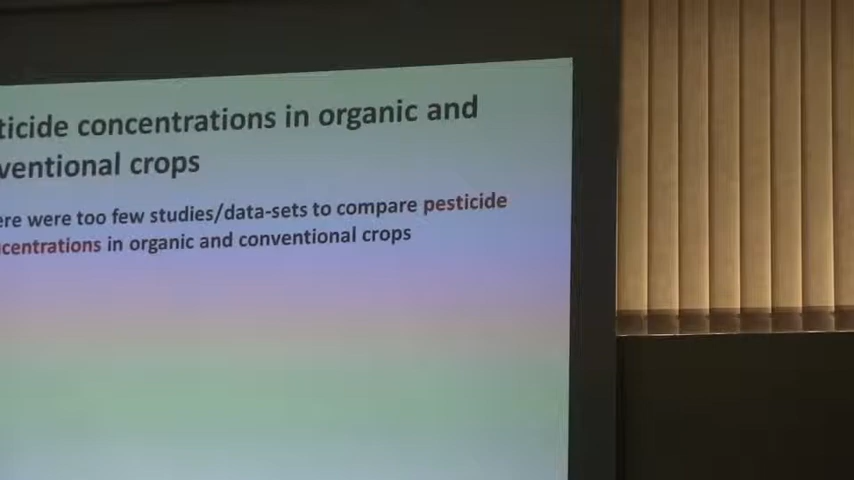 ticide concentrations in organic and
ventional crops
ere were too few studies/data-sets to compare pesticide
centrations in organic and conventional crops